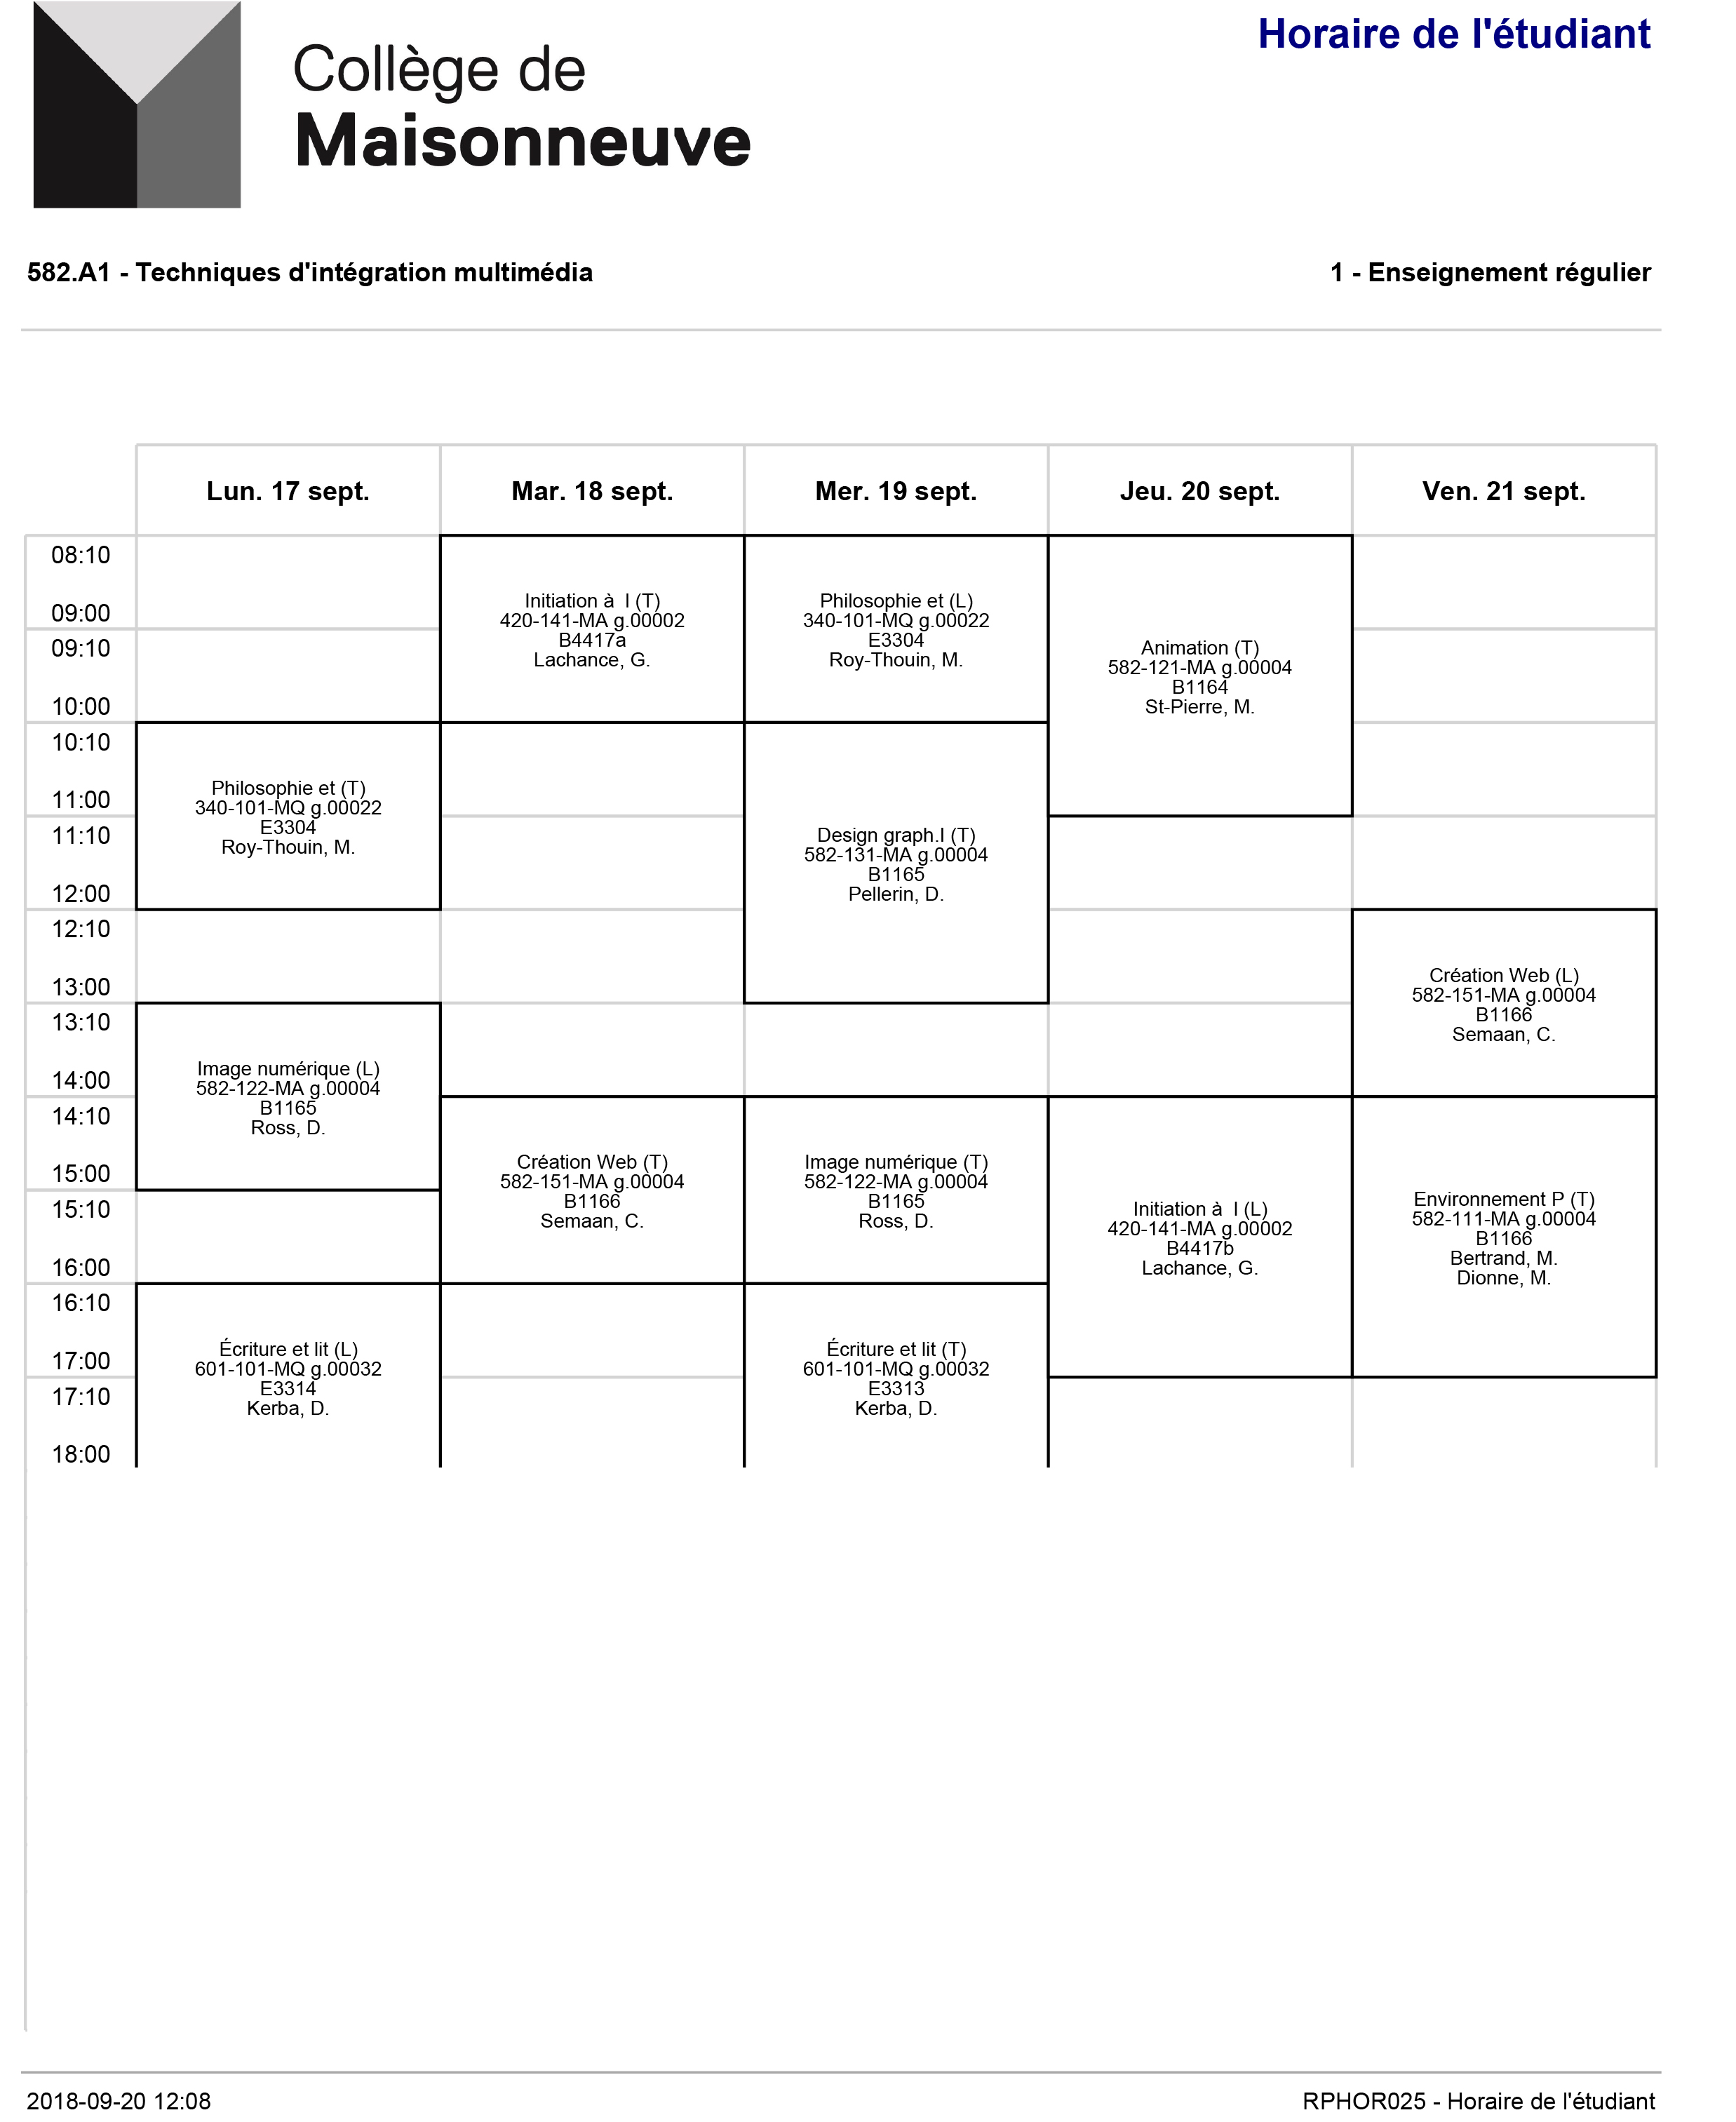 Collège de
Maisonneuve
Horaire de l'étudiant
582.A1 - Techniques d'intégration multimédia
1 - Enseignement régulier
Lun. 17 sept.
Mar. 18 sept.
Mer. 19 sept.
Jeu. 20 sept.
Ven. 21 sept.
08:10
09:00
09:10
10:00
10:10
11:00
11:10
12:00
12:10
13:00
13:10
14:00
14:10
15:00
15:10
16:00
16:10
17:00
17:10
18:00
Philosophie et (T)
340-101-MQ g.00022
E3304
Roy-Thouin, M.
Image numérique (L)
582-122-MA g.00004
B1165
Ross, D.
Écriture et lit (L)
601-101-MQ g.00032
E3314
Kerba, D.
Initiation à  l (T)
420-141-MA g.00002
B4417a
Lachance, G.
Création Web (T)
582-151-MA g.00004
B1166
Semaan, C.
Philosophie et (L)
340-101-MQ g.00022
E3304
Roy-Thouin, M.
Design graph.I (T)
582-131-MA g.00004
B1165
Pellerin, D.
Image numérique (T)
582-122-MA g.00004
B1165
Ross, D.
Écriture et lit (T)
601-101-MQ g.00032
E3313
Kerba, D.
Animation (T)
582-121-MA g.00004
B1164
St-Pierre, M.
Initiation à  l (L)
420-141-MA g.00002
B4417b
Lachance, G.
Création Web (L)
582-151-MA g.00004
B1166
Semaan, C.
Environnement P (T)
582-111-MA g.00004
B1166
Bertrand, M.
Dionne, M.
2018-09-20 12:08
RPHOR025 - Horaire de l'étudiant